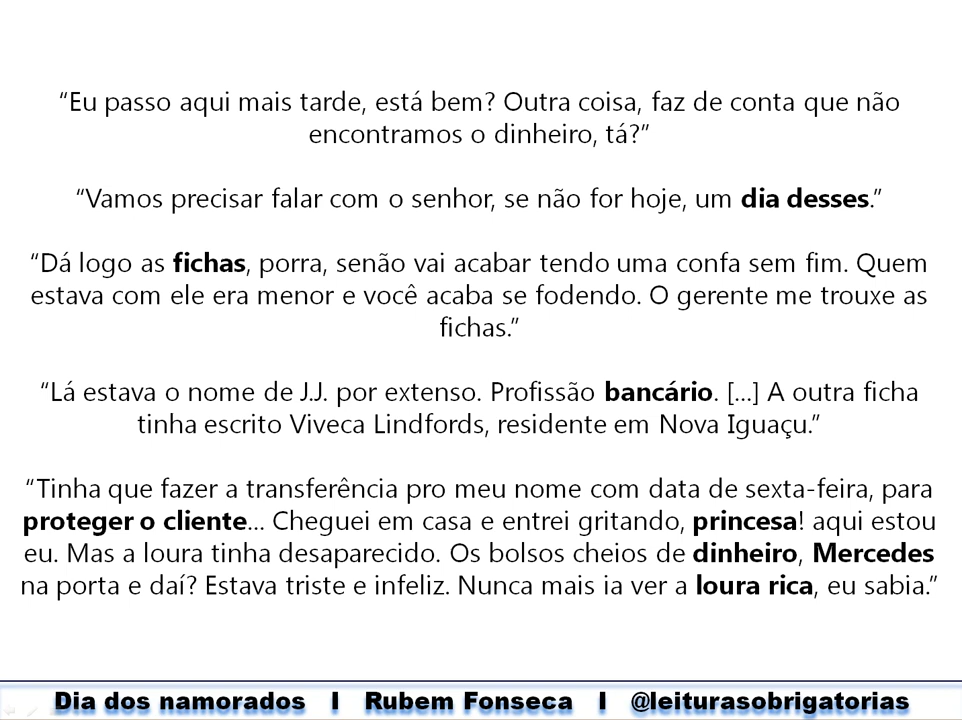 “Eu passo aqui mais tarde, está bem? Outra coisa, faz de conta que não
encontramos o dinheiro, tá?”
“Vamos precisar falar com o senhor, se não for hoje, um dia desses.”
“Dá logo as fichas, porra, senão vai acabar tendo uma confa sem fim. Quem
estava com ele era menor e você acaba se fodendo. O gerente me trouxe as
fichas.”
“Lá estava o nome de J.J. por extenso. Profissão bancário. [...] A outra ficha
tinha escrito Viveca Lindfords, residente em Nova Iguaçu.”
“Tinha que fazer a transferência pro meu nome com data de sexta-feira, para
proteger o cliente... Cheguei em casa e entrei gritando, princesa! aqui estou
eu. Mas a loura tinha desaparecido. Os bolsos cheios de dinheiro, Mercedes
na porta e daí? Estava triste e infeliz. Nunca mais ia ver a loura rica, eu sabia.”
Dia dos namorados I Rubem Fonseca I @leiturasobrigatorias